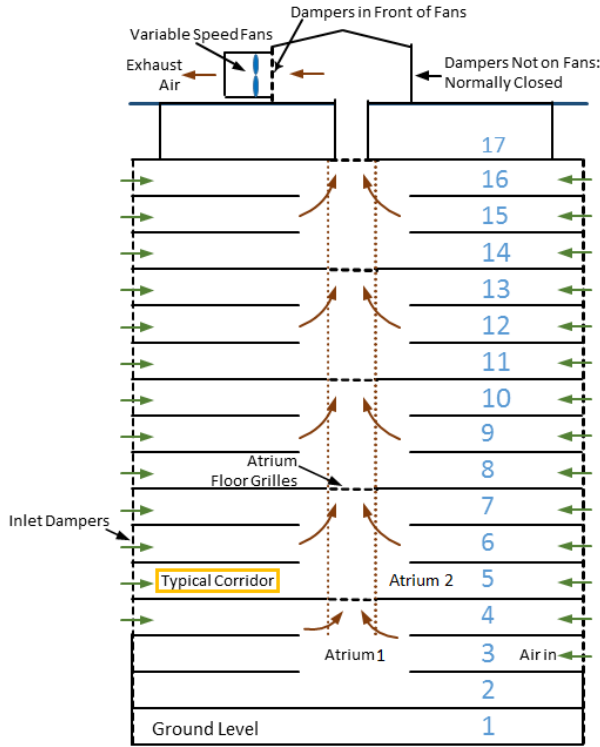 Dampers in Front of Fans
Variable Speed Fans
Exhaust
Air
Dampers Not on Fans:
Normally Closed
17
16
15
14
13
12
11
10
9
8
Atrium
Floor Grilles
7
Inlet Dampers
6
Typical Corridor
Atrium 2
5
4
Atrium 1
3
Air in
2
Ground Level
1